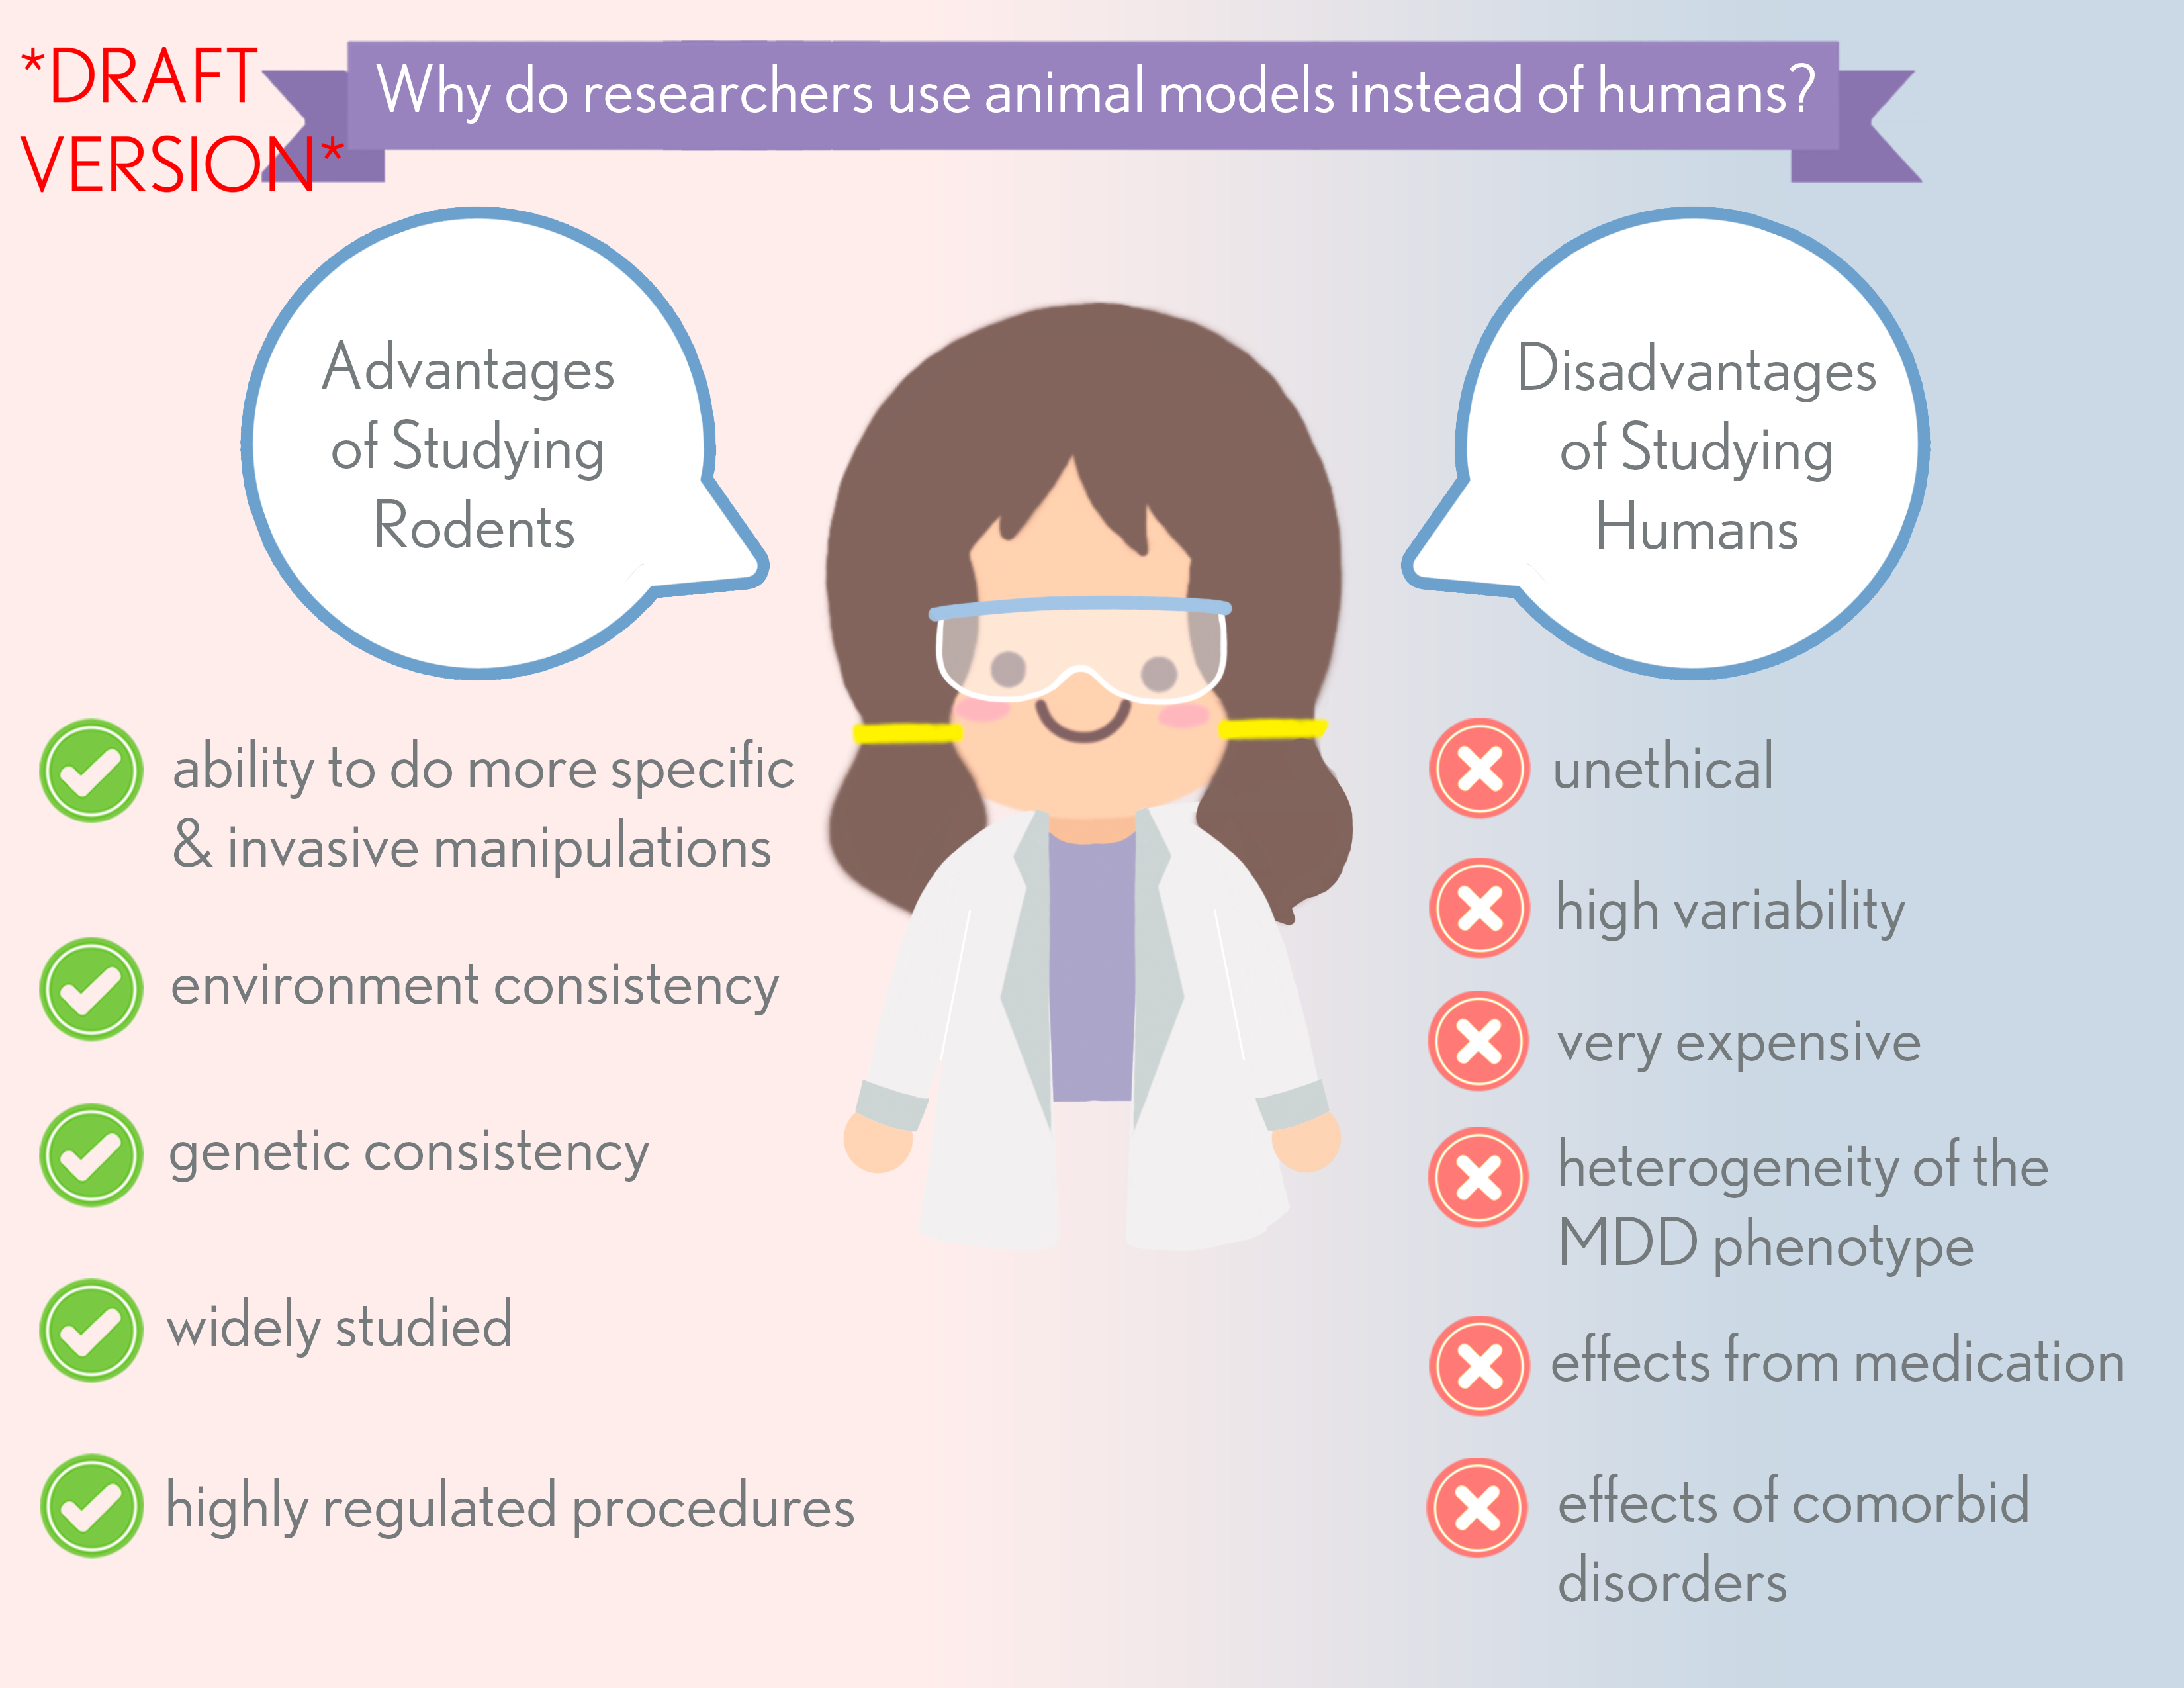 *DRAFT
VERSION*
Why do researchers use animal models instead of humans?
Advantages
of Studying
Rodents
ability to do more specific
& invasive manipulations
environment consistency
genetic consistency
widely studied
highly regulated procedures
Disadvantages
of Studying
Humans
unethical
high variability
very expensive
heterogeneity of the
MDD phenotype
effects from medication
effects of comorbid
disorders